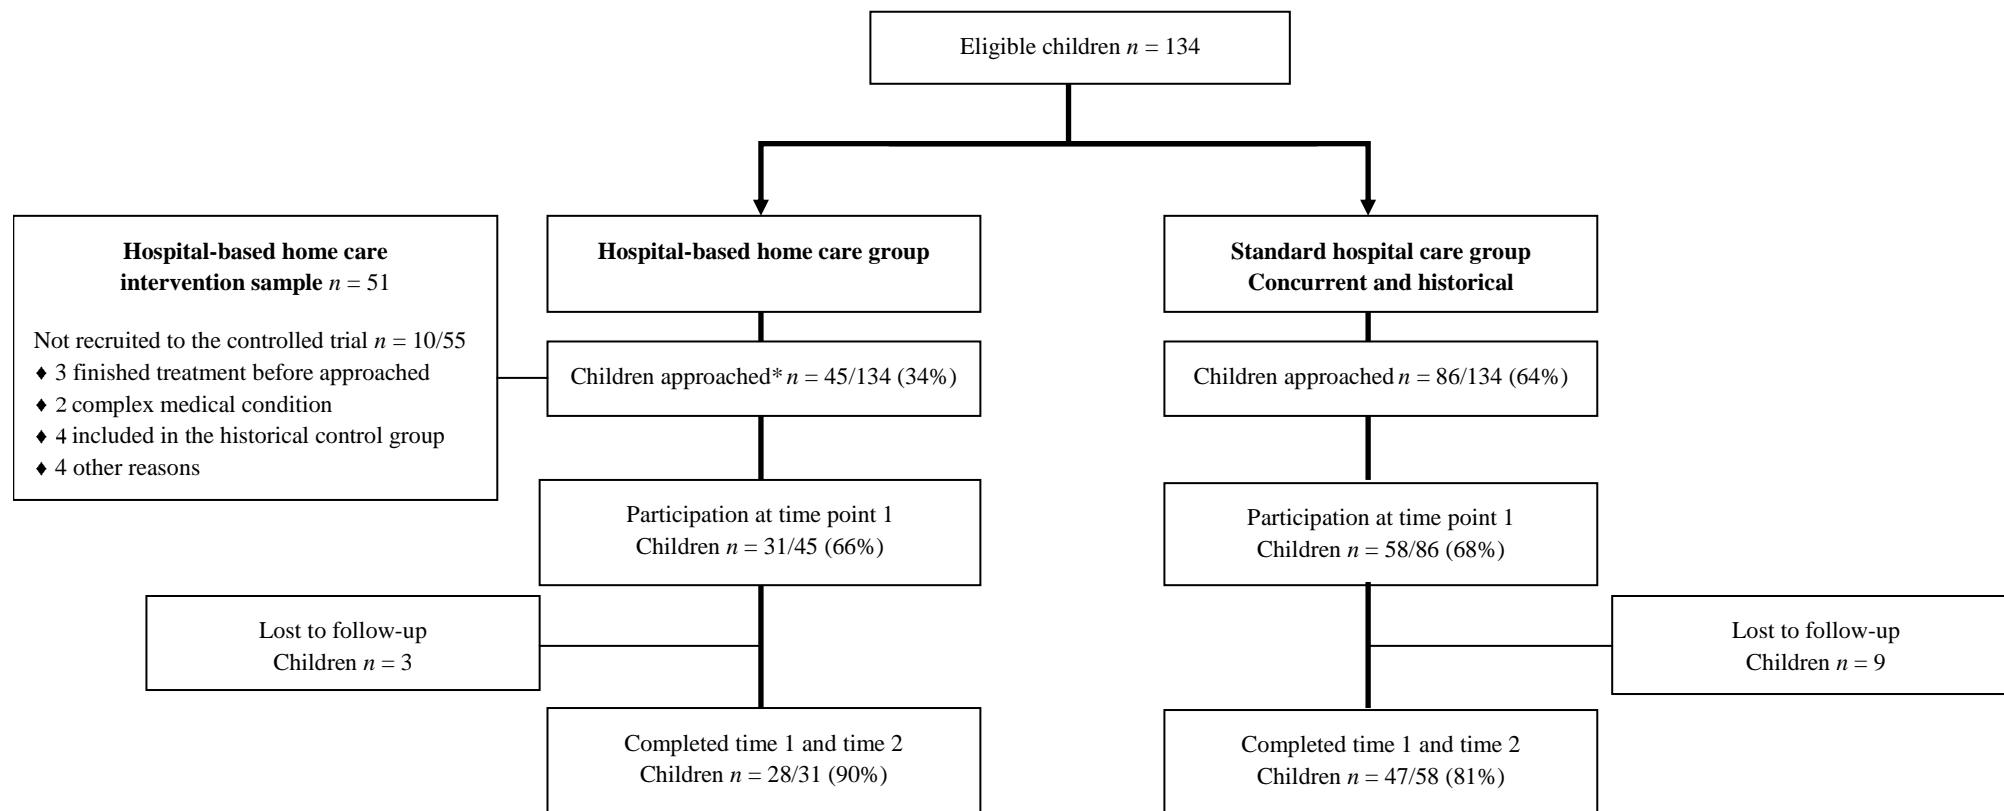 Eligible children n = 134
Hospital-based home care
intervention sample n = 51
Not recruited to the controlled trial n = 10/55
♦ 3 finished treatment before approached
♦ 2 complex medical condition
♦ 4 included in the historical control group
♦ 4 other reasons
Hospital-based home care group
Children approached* n = 45/134 (34%)
Participation at time point 1
Children n = 31/45 (66%)
Lost to follow-up
Children n = 3
Completed time 1 and time 2
Children n = 28/31 (90%)
Standard hospital care group
Concurrent and historical
Children approached n = 86/134 (64%)
Participation at time point 1
Children n = 58/86 (68%)
Lost to follow-up
Children n = 9
Completed time 1 and time 2
Children n = 47/58 (81%)